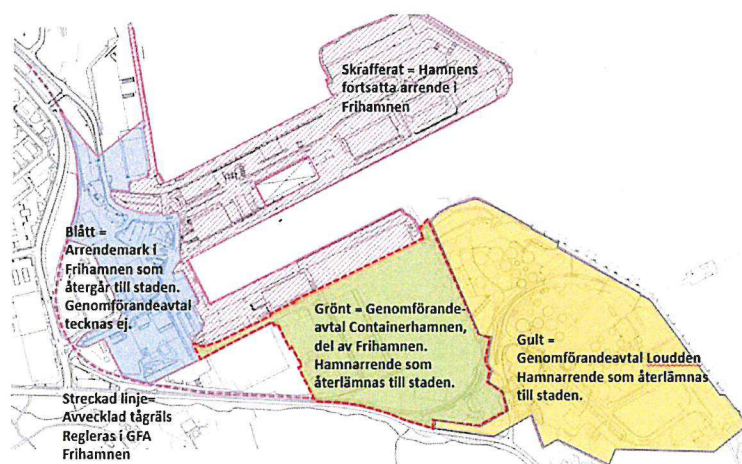 Skrafferat = Hamnens
fortsatta arrende i
Frihamnen
Blått =
Arrendemark i
Frihamnen som
återgår till staden.
Genomförandeavtal
tecknas ej.
Grönt = Genomförande-
avtal Containerhamnen,
del av Frihamnen.
Hamnarrende som
återlämnas till staden.
Gult =
Genomförandeavtal Loudden
Hamnarrende som återlämnas
till staden.
Streckad linje=
Avvecklad tågräls
Regleras i GFA
Frihamnen